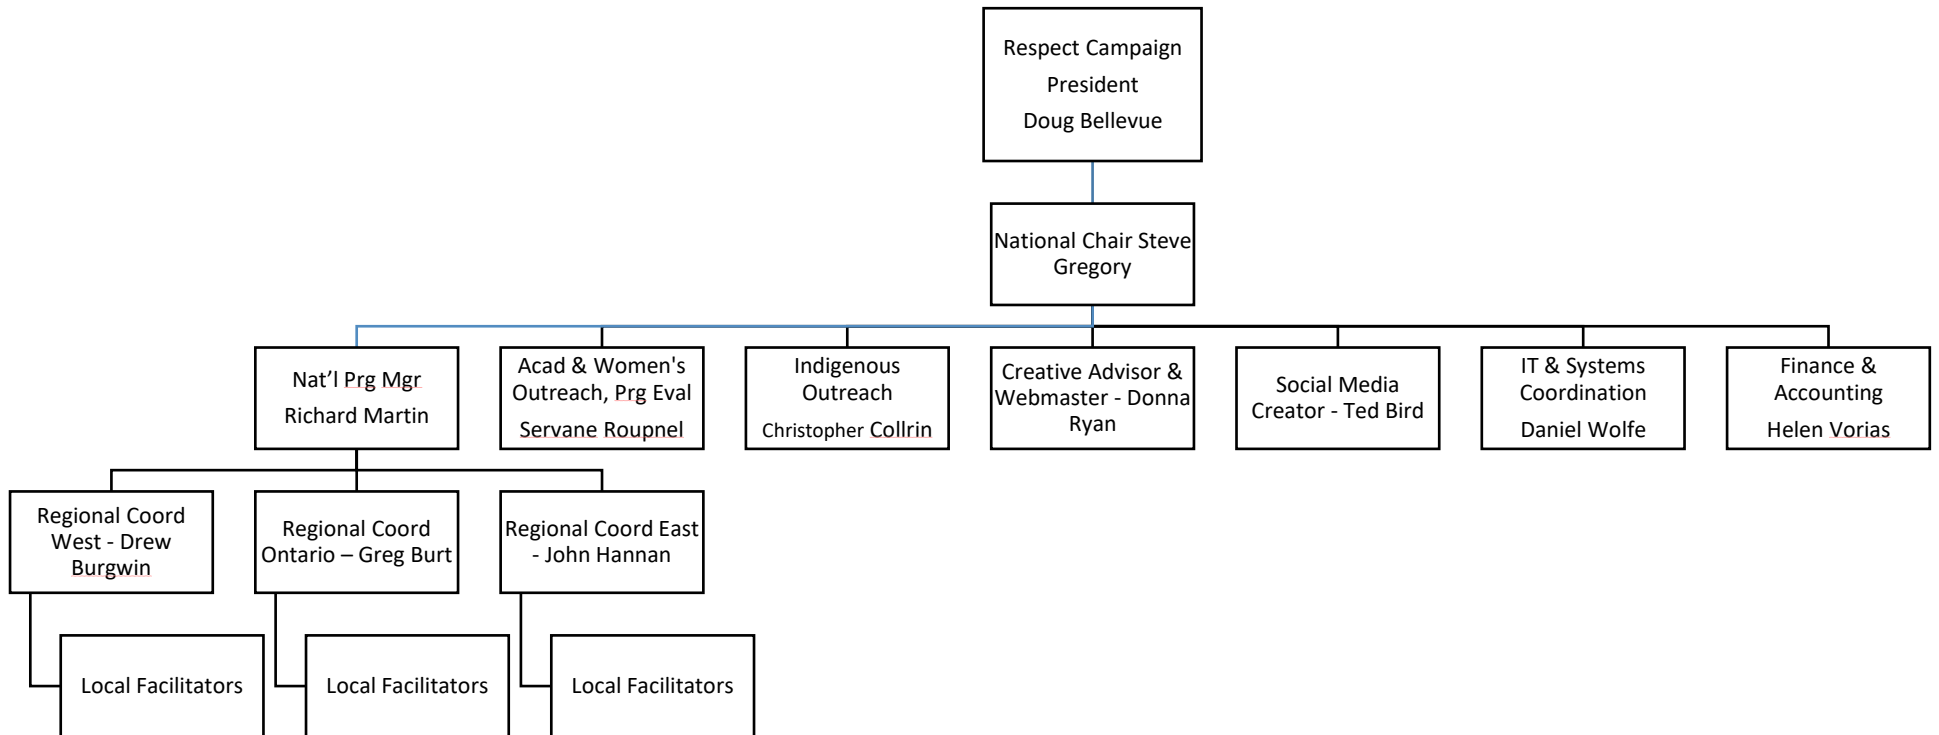 Respect Campaign
President
Doug Bellevue
National Chair Steve
Gregory
Nat’l Prg Mgr
Richard Martin
Acad & Women's
Outreach, Prg Eval
Servane Roupnel
Indigenous
Outreach
Christopher Collrin
Creative Advisor &
Webmaster - Donna
Ryan
Social Media
Creator - Ted Bird
IT & Systems
Coordination
Daniel Wolfe
Finance &
Accounting
Helen Vorias
Regional Coord
West - Drew
Burgwin
Regional Coord
Ontario – Greg Burt
Regional Coord East
- John Hannan
Local Facilitators
Local Facilitators
Local Facilitators